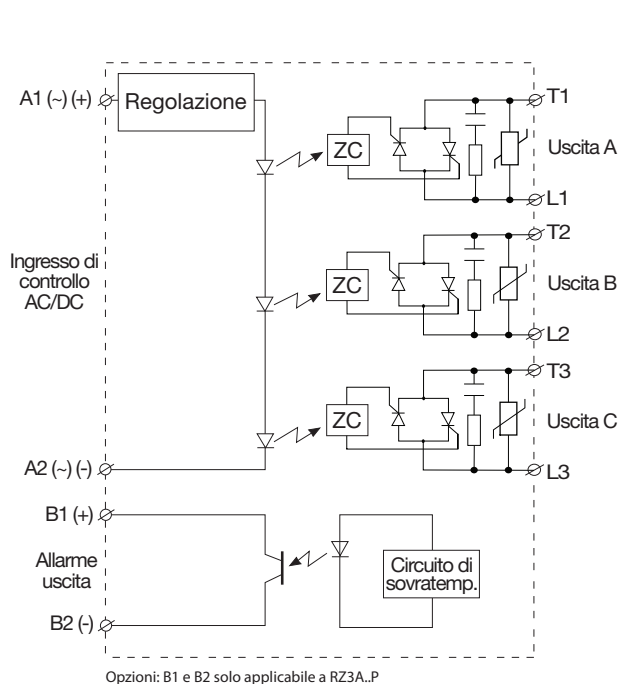 A1 (~) (+)
Regolazione
T1
ZC
Uscita A
L1
T2
Ingresso di
controllo
AC/DC
ZC
Uscita B
L2
T3
ZC
Uscita C
A2 (~) (-)
L3
B1 (+)
Allarme
uscita
Circuito di
sovratemp.
B2 (-)
Opzioni: B1 e B2 solo applicabile a RZ3A..P